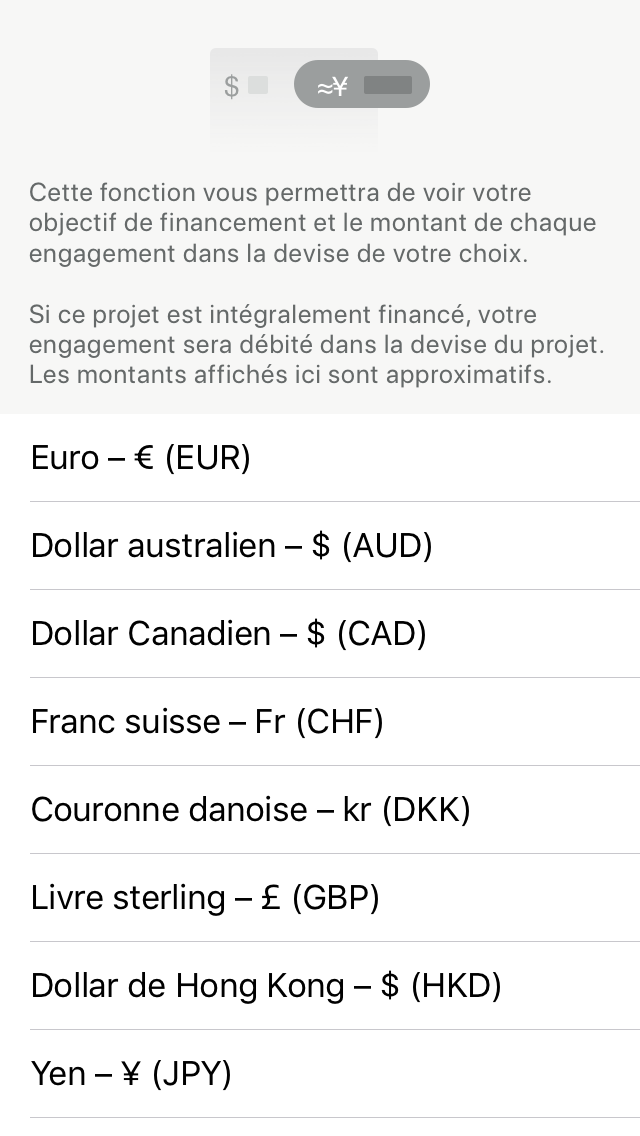 $ ≈¥
Cette fonction vous permettra de voir votre
objectif de financement et le montant de chaque
engagement dans la devise de votre choix.
Si ce projet est intégralement financé, votre
engagement sera débité dans la devise du projet.
Les montants affichés ici sont approximatifs.
Euro – € (EUR)
Dollar australien – $ (AUD)
Dollar Canadien – $ (CAD)
Franc suisse – Fr (CHF)
Couronne danoise – kr (DKK)
Livre sterling – £ (GBP)
Dollar de Hong Kong – $ (HKD)
Yen – ¥ (JPY)